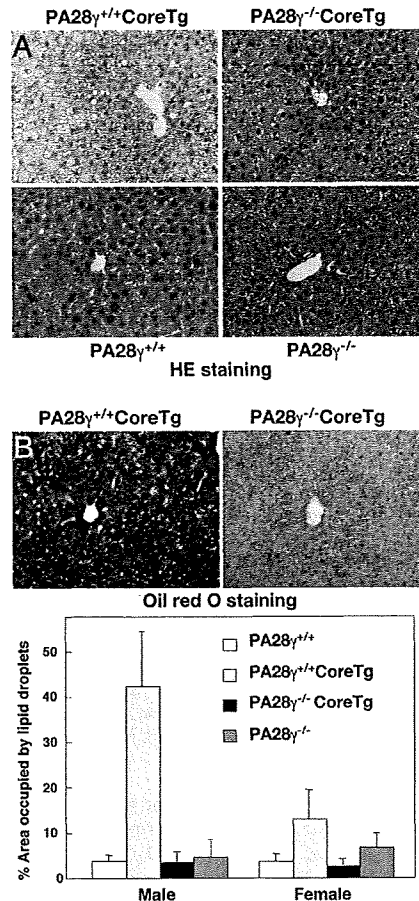 PA28γ+/+CoreTg PA28γ-/-CoreTg
A
PA28γ+/+ PA28γ-/-
HE staining
PA28γ+/+CoreTg PA28γ-/-CoreTg
B
Oil red O staining
% Area occupied by lipid droplets
50
40
30
20
10
0
PA28γ+/+
PA28γ+/+CoreTg
PA28γ-/- CoreTg
PA28γ-/-
Male Female